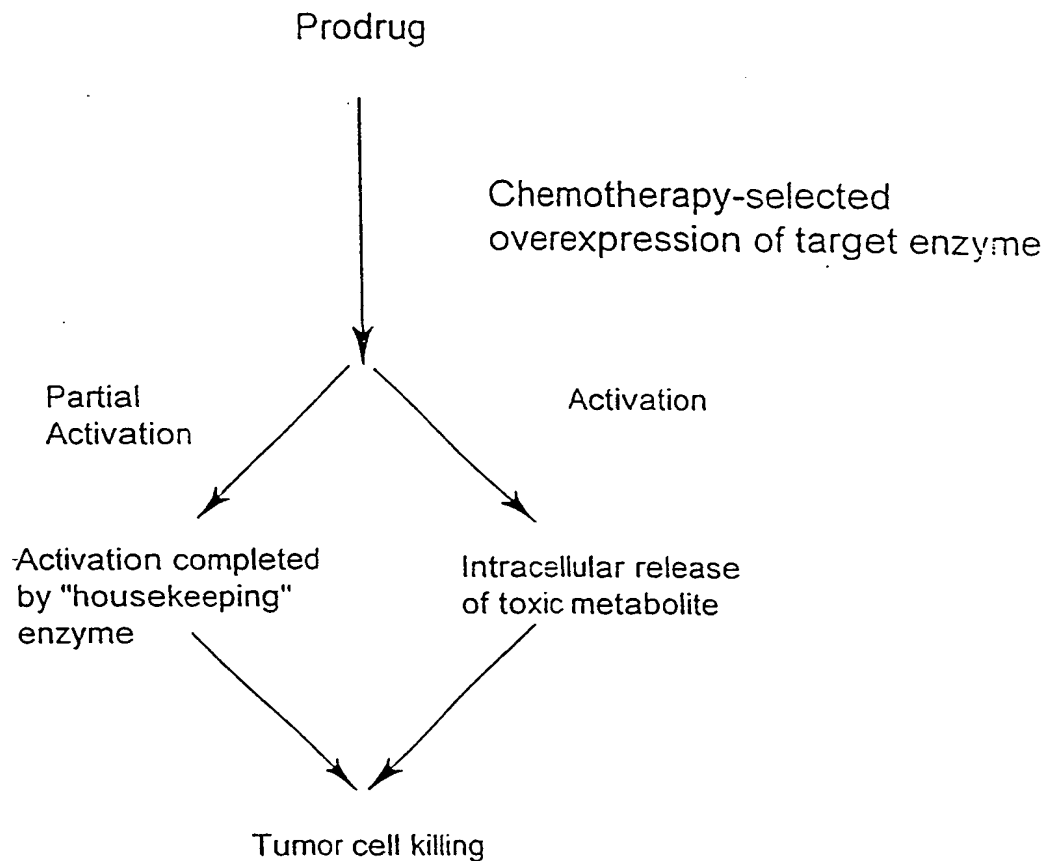 Prodrug
Chemotherapy-selected
overexpression of target enzyme
Partial
Activation
Activation
Activation completed
by "housekeeping"
enzyme
Intracellular release
of toxic metabolite
Tumor cell killing